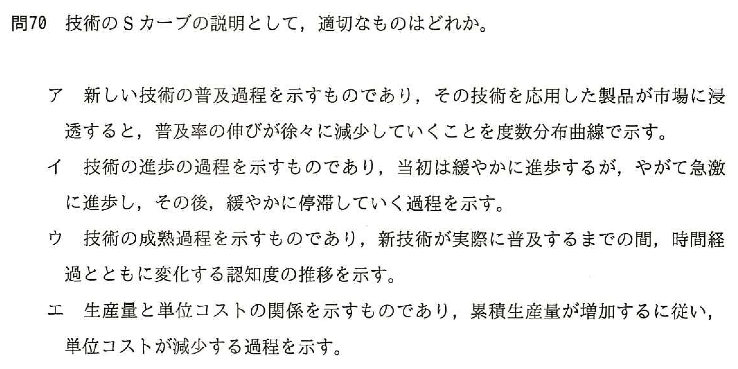 問70 技術のSカーブの説明として，適切なものはどれか。
ア 新しい技術の普及過程を示すものであり，その技術を応用した製品が市場に浸
透すると，普及率の伸びが徐々に減少していくことを度数分布曲線で示す。
イ 技術の進歩の過程を示すものであり，当初は緩やかに進歩するが，やがて急激
に進歩し，その後，緩やかに停滞していく過程を示す。
ウ 技術の成熟過程を示すものであり，新技術が実際に普及するまでの間，時間経
過とともに変化する認知度の推移を示す。
エ 生産量と単位コストの関係を示すものであり，累積生産量が増加するに従い，
単位コストが減少する過程を示す。